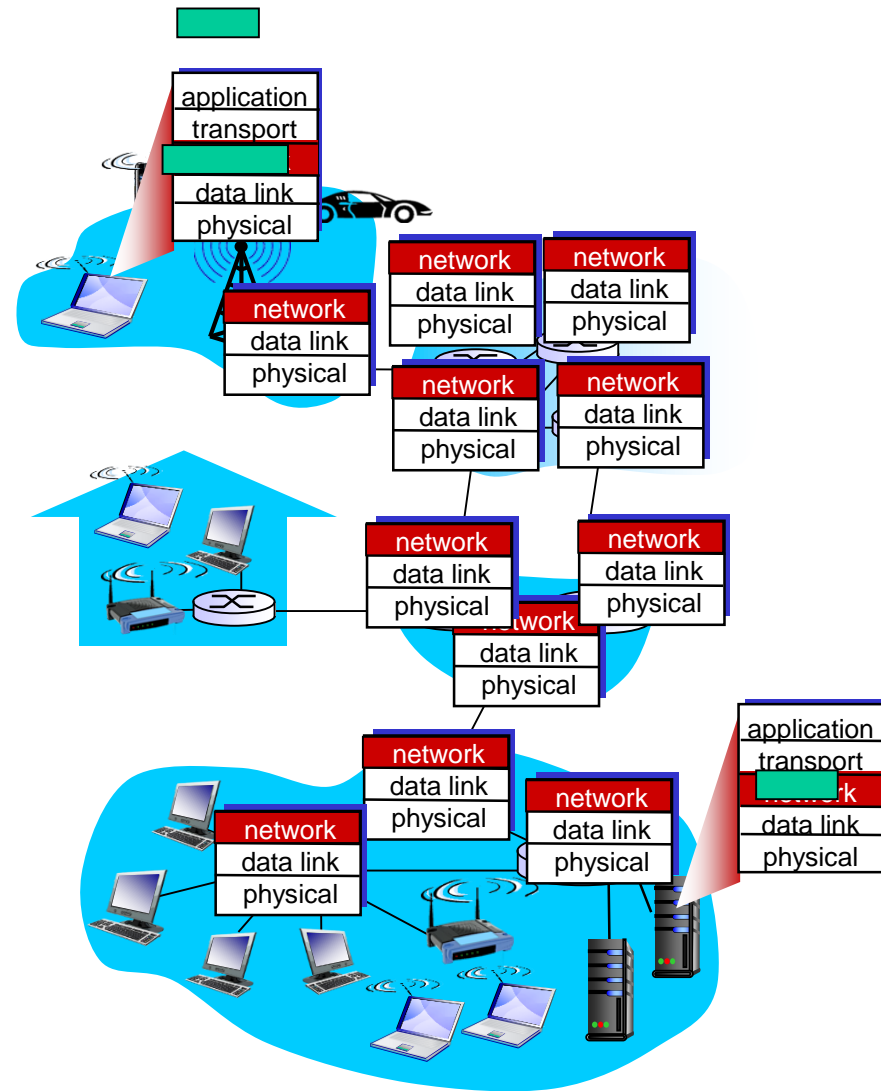 application
transport
data link
physical
network
data link
physical
network
data link
physical
network
data link
physical
network
data link
physical
network
data link
physical
network
data link
physical
network
data link
physical
network
data link
physical
application
transport
network
data link
physical
network
data link
physical
network
data link
physical
network
data link
physical